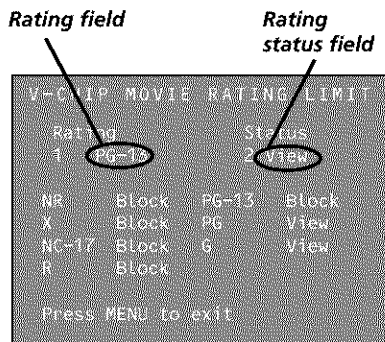 Rating field
Rating
status field
V-CHIP MOVIE RATING LIMIT
Rating Status
1 PG-13 2 View
NR Block PG-13 Block
X Block PG View
NC-17 Block G View
R Block
Press MENU to exit